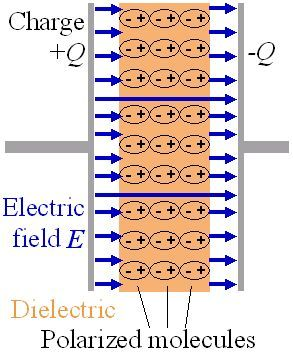 Charge
+Q
-Q
- + - + - +
- + - + - +
- + - + - +
- + - + - +
- + - + - +
- + - + - +
- + - + - +
- + - + - +
- + - + - +
Electric
field E
Dielectric
Polarized molecules